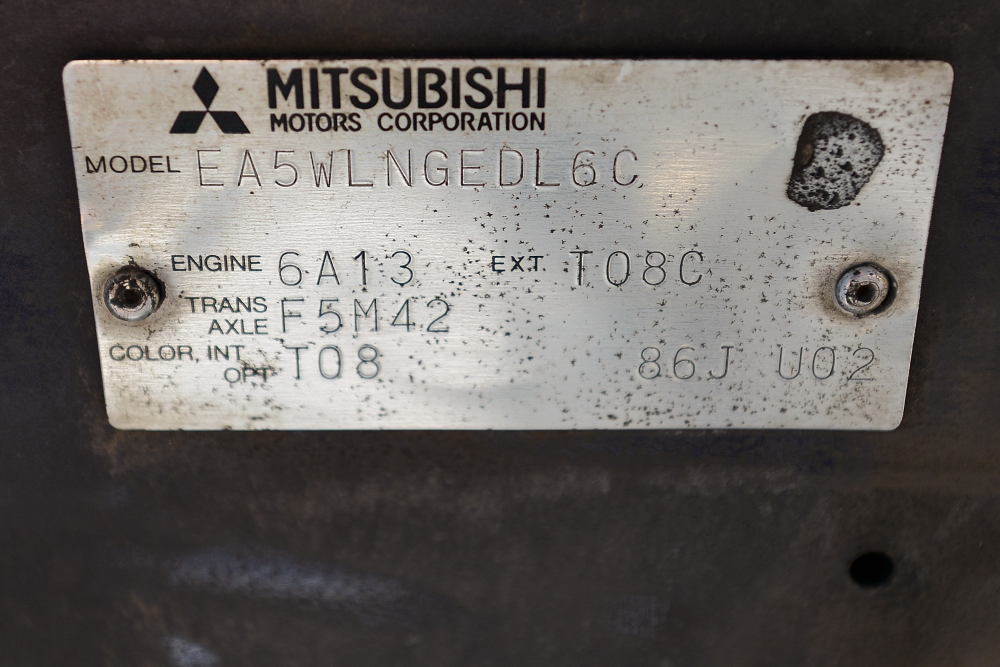 MITSUBISHI
MOTORS CORPORATION
MODEL EA5WLNGEDL6C
ENGINE 6A13 EXT T08C
TRANS AXLE F5M42
COLOR, INT OPT T08 86J U02